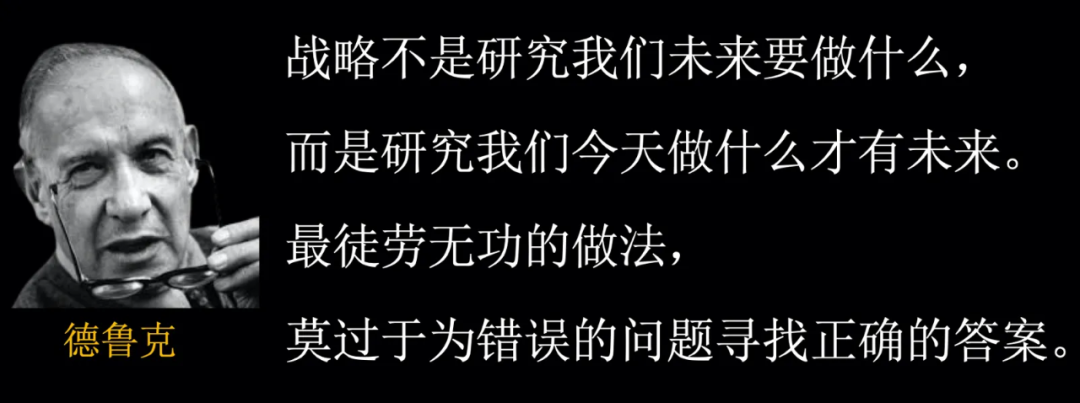 战略不是研究我们未来要做什么，
而是研究我们今天做什么才有未来。
最徒劳无功的做法，
莫过于为错误的问题寻找正确的答案。
德鲁克